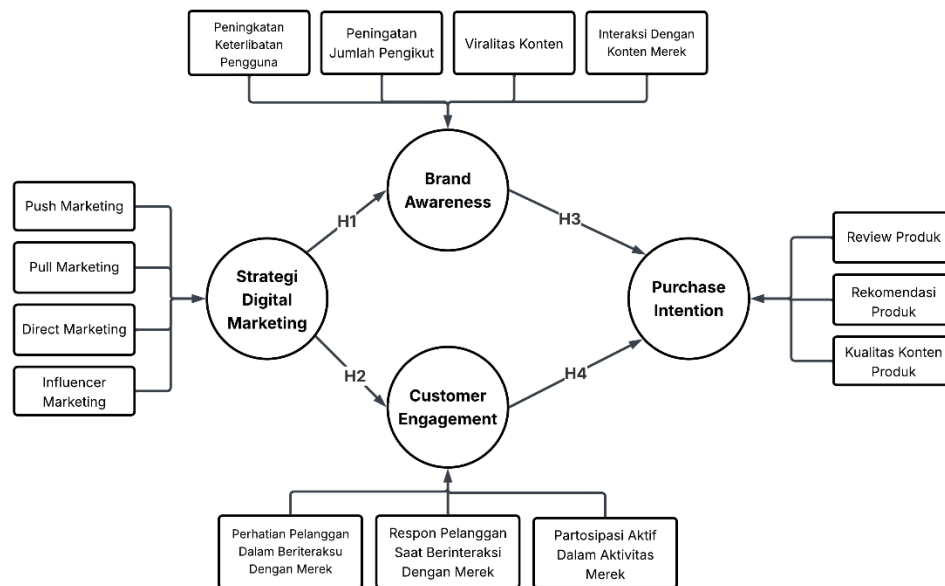 Peningkatan
Keterlibatan
Pengguna
Peningatan
Jumlah Pengikut
Viralitas Konten
Interaksi Dengan
Konten Merek
Brand
Awareness
Push Marketing
Pull Marketing
Direct Marketing
Influencer
Marketing
Strategi
Digital
Marketing
H1
H2
H3
H4
Purchase
Intention
Review Produk
Rekomendasi
Produk
Kualitas Konten
Produk
Customer
Engagement
Perhatian Pelanggan
Dalam Beriteraksu
Dengan Merek
Respon Pelanggan
Saat Berinteraksi
Dengan Merek
Partosipasi Aktif
Dalam Aktivitas
Merek